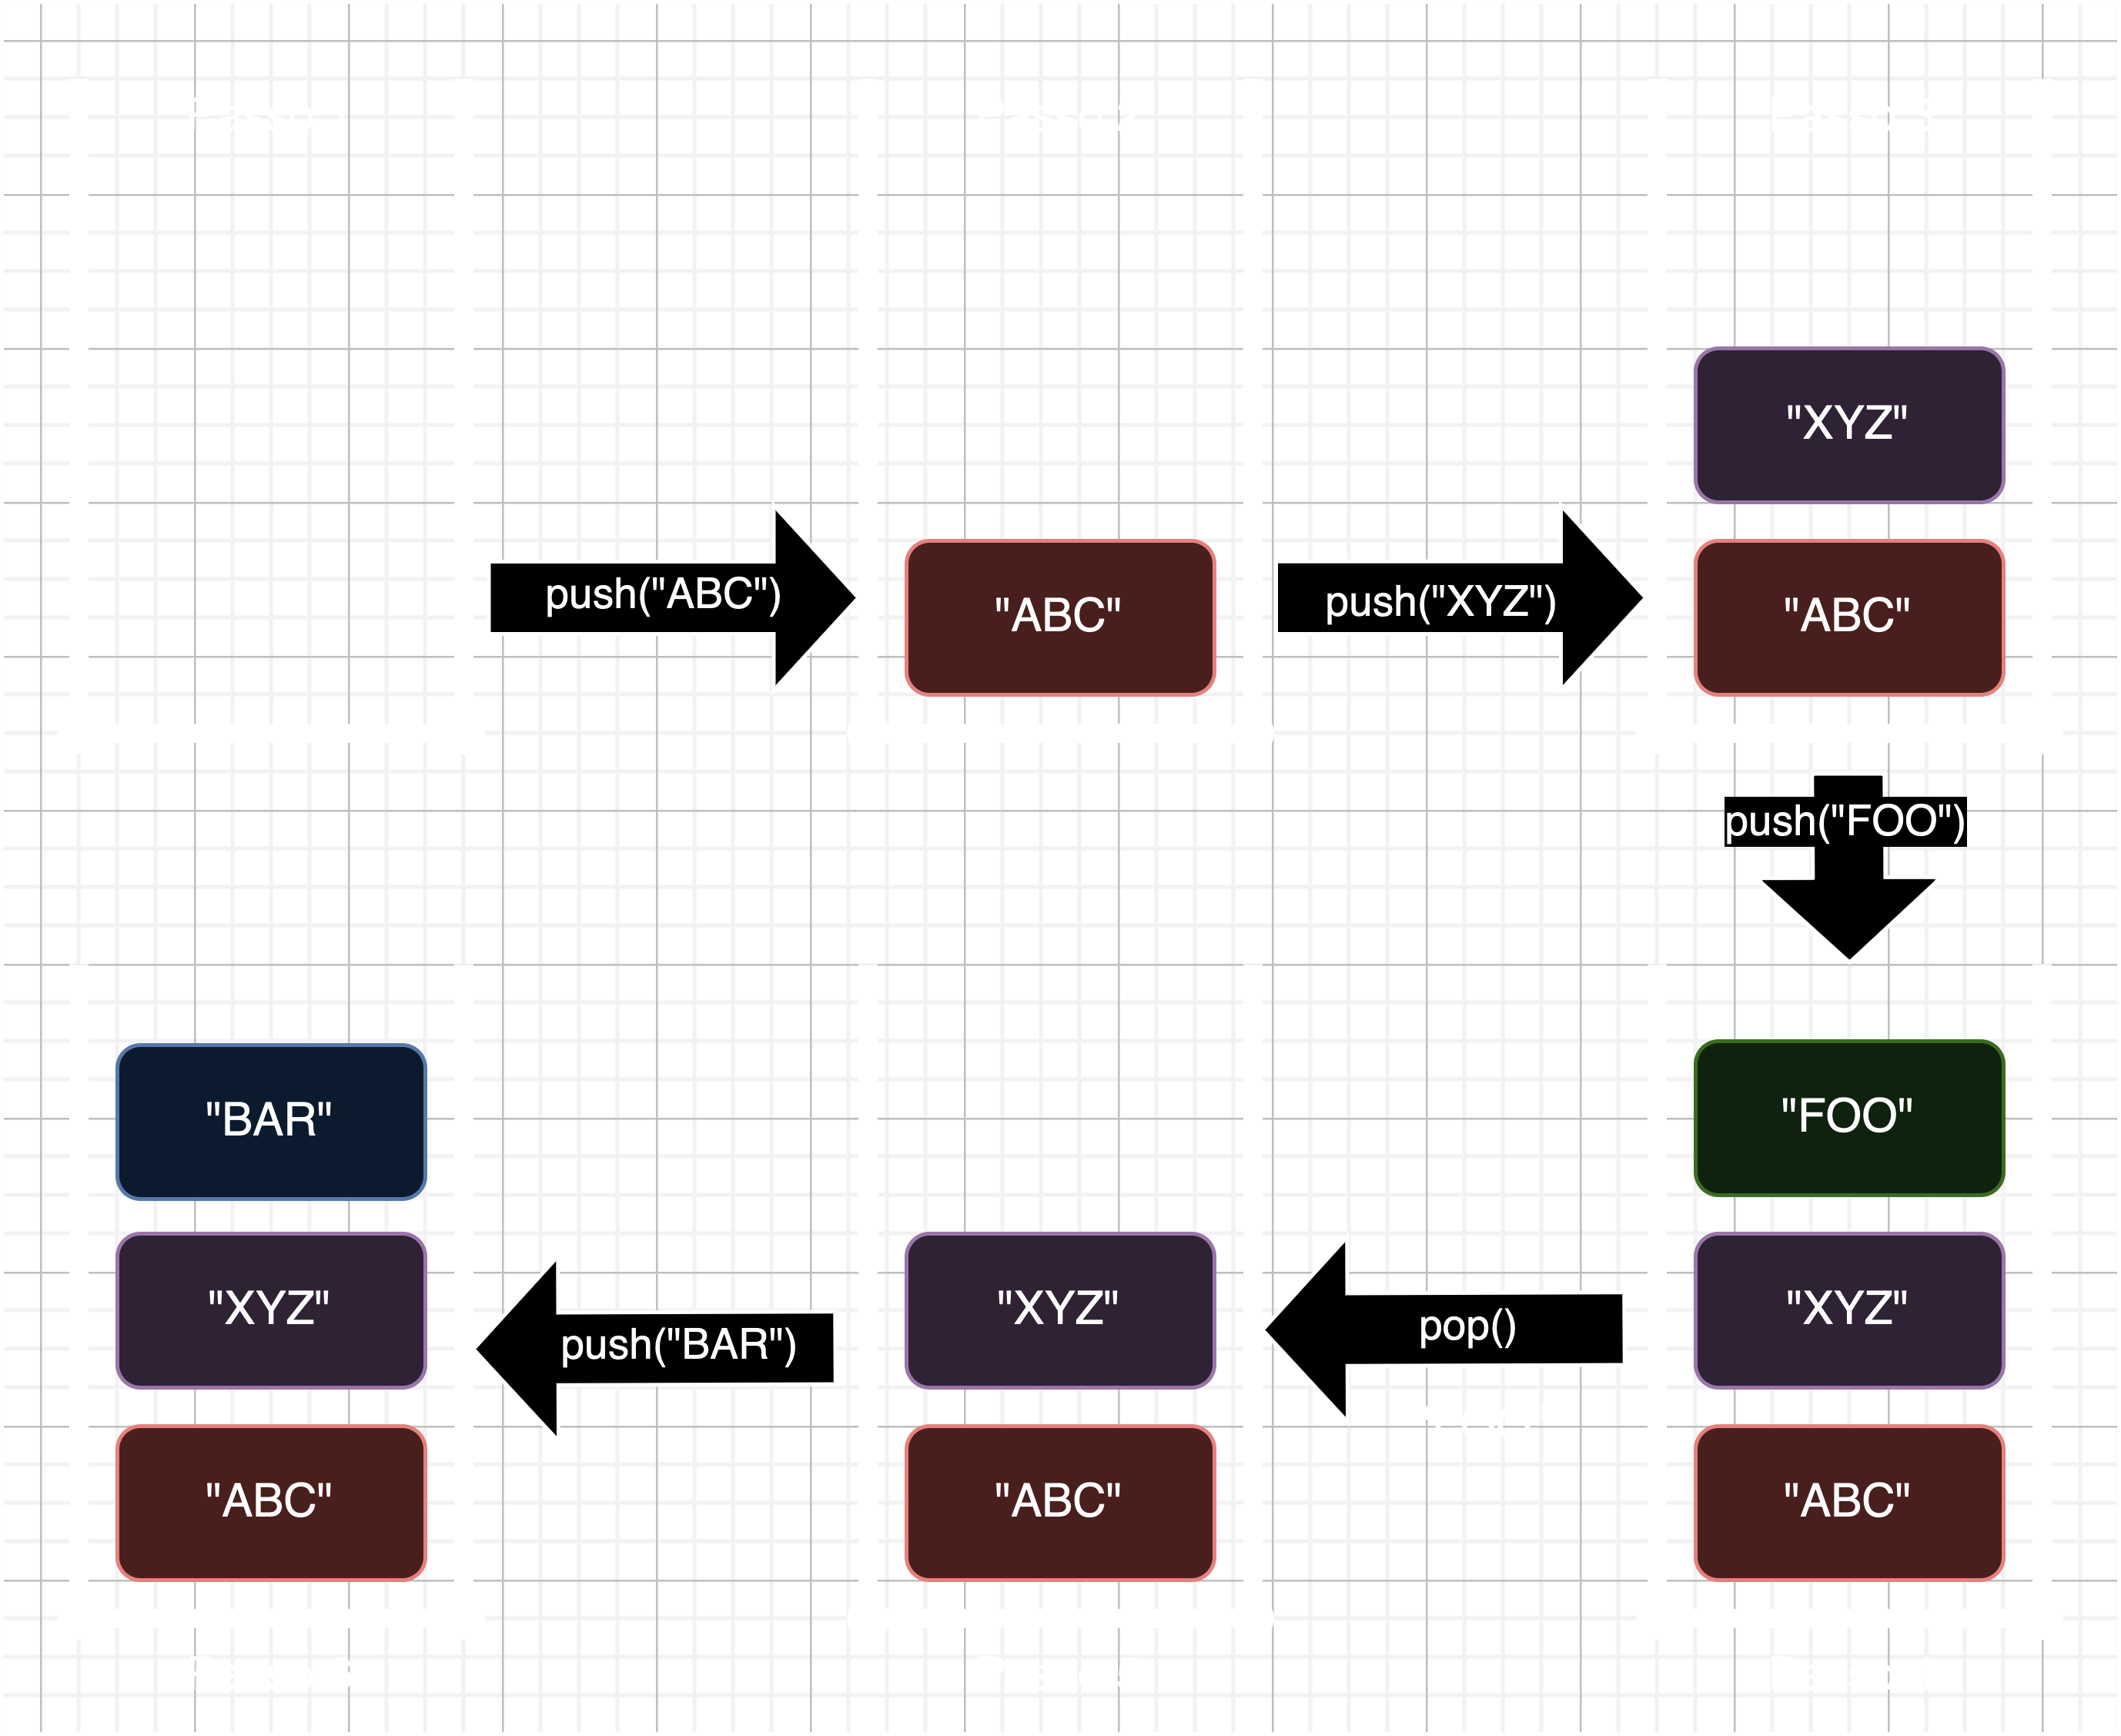 "XYZ"
push("ABC")
"ABC"
push("XYZ")
"ABC"
push("FOO")
"BAR"
"FOO"
"XYZ"
push("BAR")
"XYZ"
pop()
"XYZ"
"ABC"
"ABC"
"ABC"